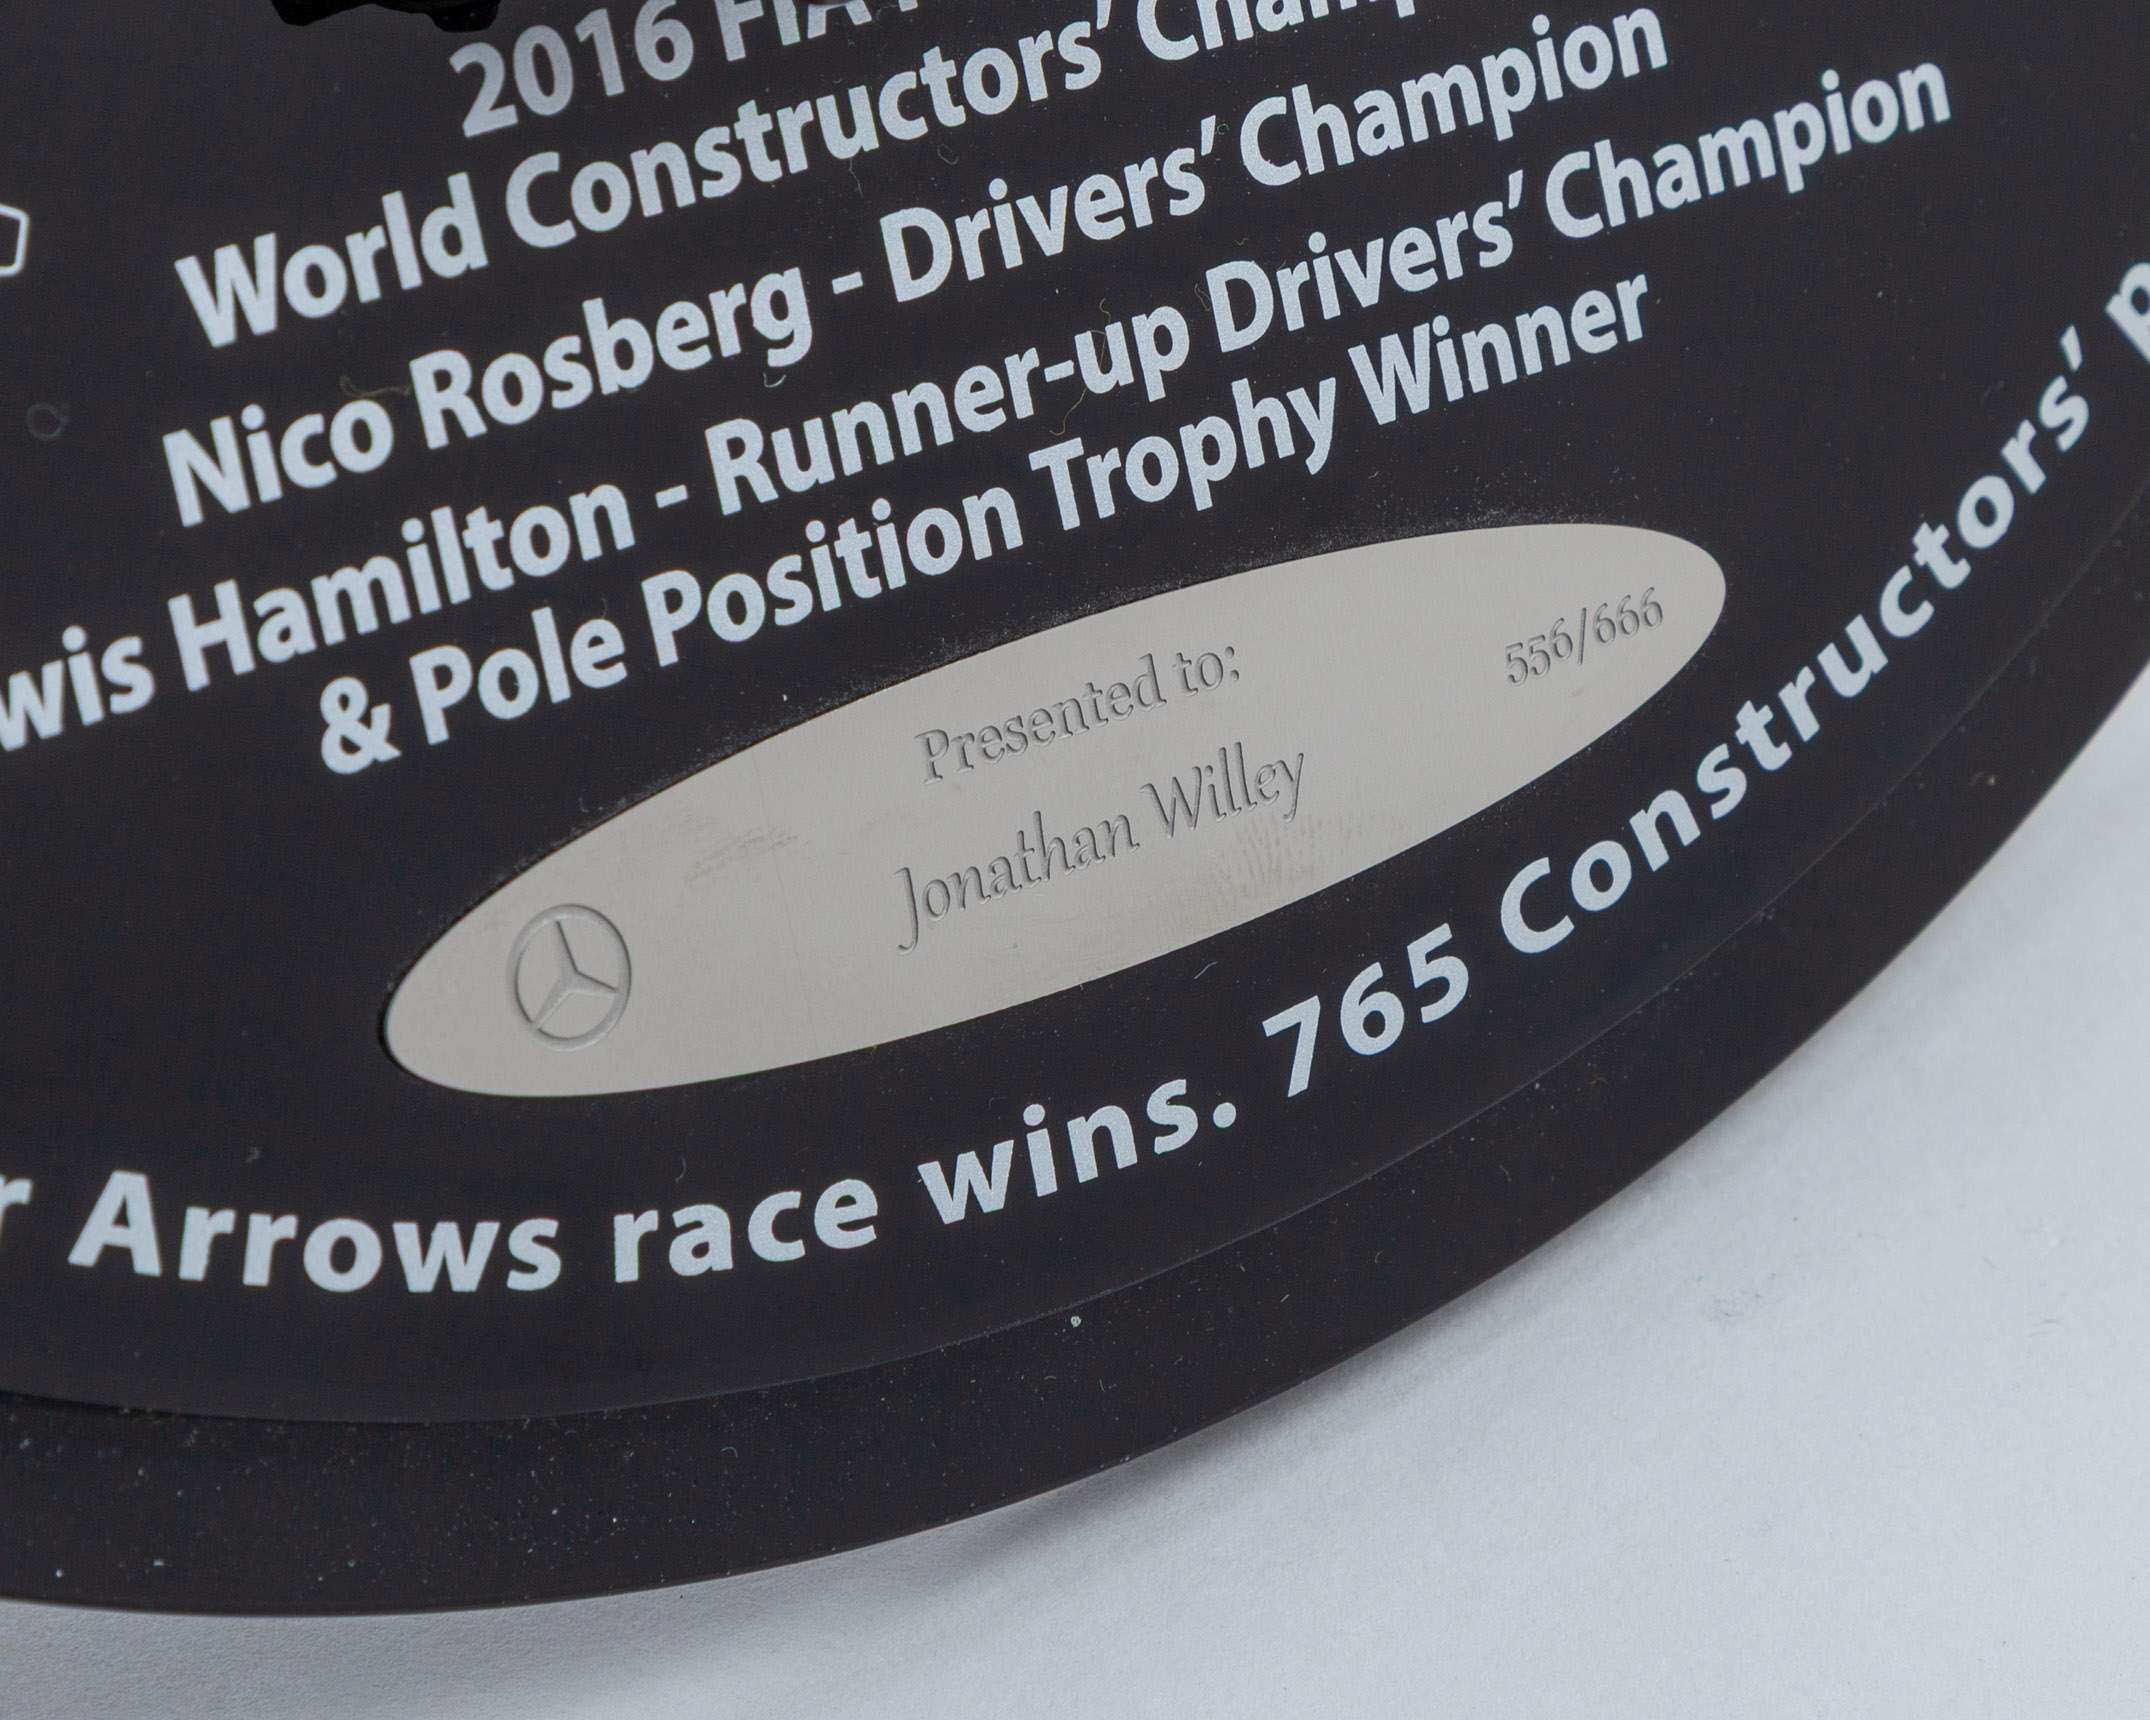 2016 FIA
World Constructors' Champ
Nico Rosberg - Drivers' Champion
wis Hamilton - Runner-up Drivers' Champion
& Pole Position Trophy Winner
Presented to:
556/666
Jonathan Willey
r Arrows race wins. 765 Constructors' p